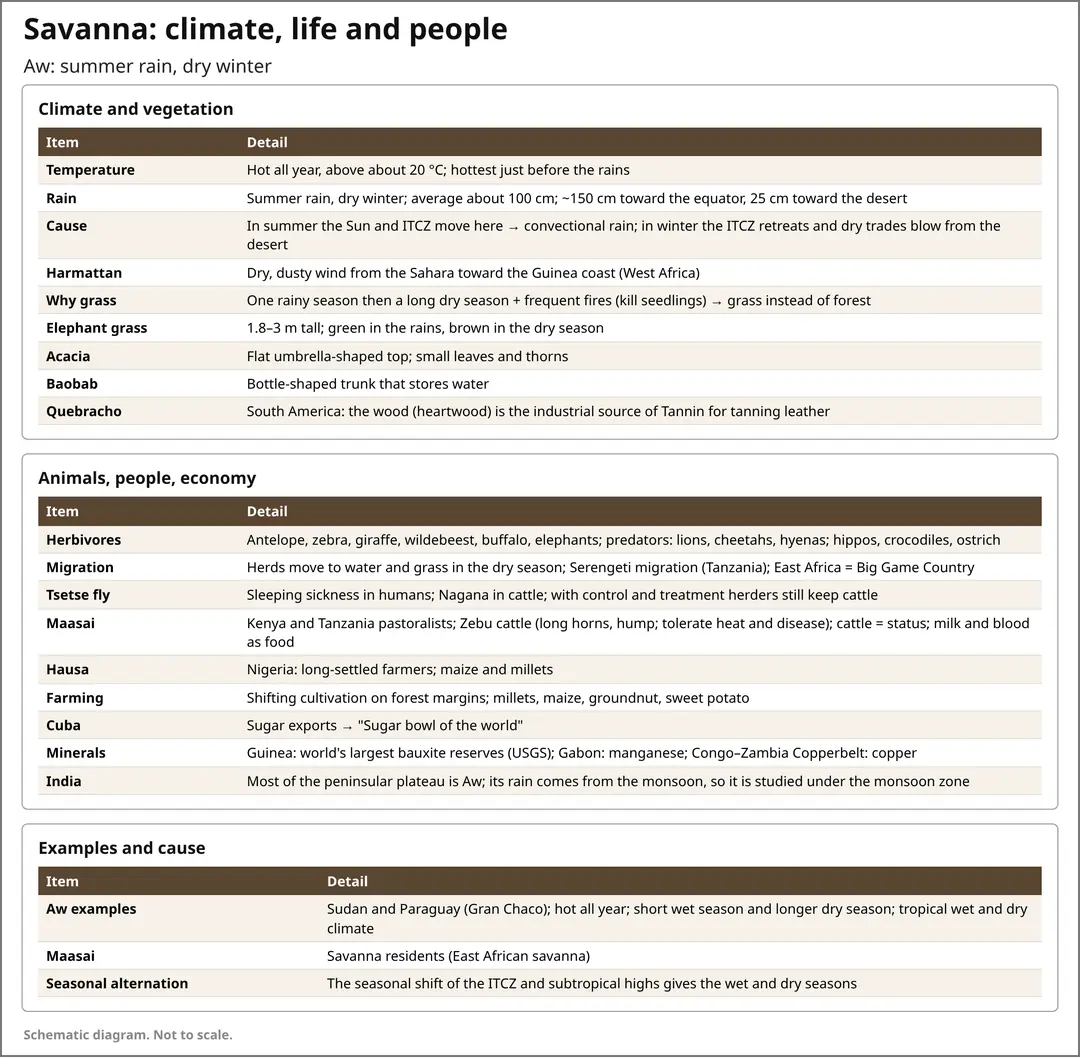 Savanna: climate, life and people
Aw: summer rain, dry winter
Climate and vegetation
Item Detail
Temperature Hot all year, above about 20 °C; hottest just before the rains
Rain Summer rain, dry winter; average about 100 cm; ~150 cm toward the equator, 25 cm toward the desert
Cause In summer the Sun and ITCZ move here → convectional rain; in winter the ITCZ retreats and dry trades blow from the
desert
Harmattan Dry, dusty wind from the Sahara toward the Guinea coast (West Africa)
Why grass One rainy season then a long dry season + frequent fires (kill seedlings) → grass instead of forest
Elephant grass 1.8–3 m tall; green in the rains, brown in the dry season
Acacia Flat umbrella-shaped top; small leaves and thorns
Baobab Bottle-shaped trunk that stores water
Quebracho South America: the wood (heartwood) is the industrial source of Tannin for tanning leather
Animals, people, economy
Item Detail
Herbivores Antelope, zebra, giraffe, wildebeest, buffalo, elephants; predators: lions, cheetahs, hyenas; hippos, crocodiles, ostrich
Migration Herds move to water and grass in the dry season; Serengeti migration (Tanzania); East Africa = Big Game Country
Tsetse fly Sleeping sickness in humans; Nagana in cattle; with control and treatment herders still keep cattle
Maasai Kenya and Tanzania pastoralists; Zebu cattle (long horns, hump; tolerate heat and disease); cattle = status; milk and blood
as food
Hausa Nigeria: long-settled farmers; maize and millets
Farming Shifting cultivation on forest margins; millets, maize, groundnut, sweet potato
Cuba Sugar exports → "Sugar bowl of the world"
Minerals Guinea: world's largest bauxite reserves (USGS); Gabon: manganese; Congo–Zambia Copperbelt: copper
India Most of the peninsular plateau is Aw; its rain comes from the monsoon, so it is studied under the monsoon zone
Examples and cause
Item Detail
Aw examples Sudan and Paraguay (Gran Chaco); hot all year; short wet season and longer dry season; tropical wet and dry
climate
Maasai Savanna residents (East African savanna)
Seasonal alternation The seasonal shift of the ITCZ and subtropical highs gives the wet and dry seasons
Schematic diagram. Not to scale.